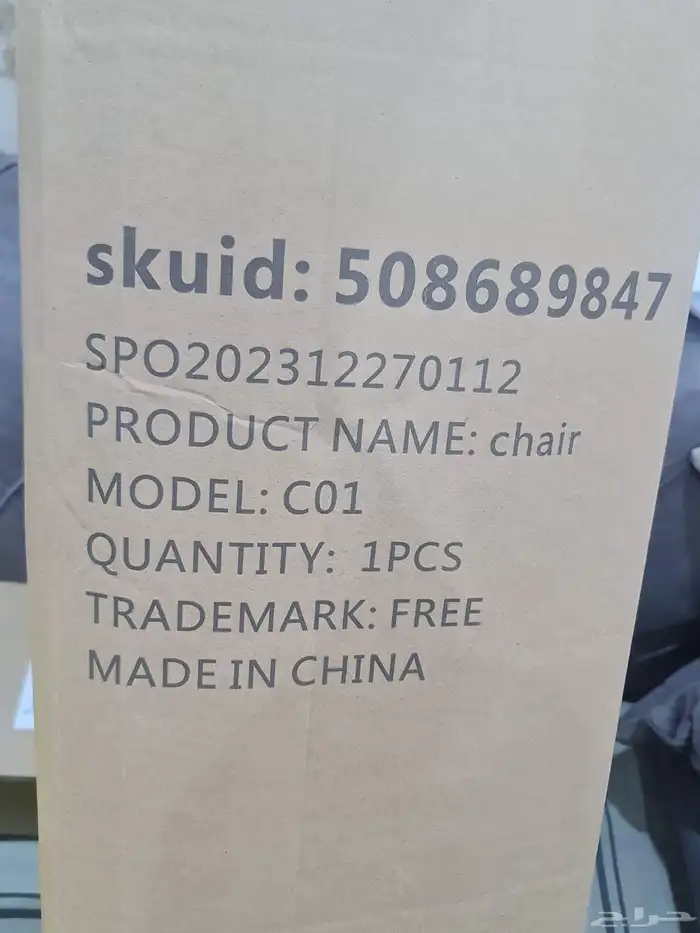 skuid: 508689847
SPO202312270112
PRODUCT NAME: chair
MODEL: C01
QUANTITY: 1PCS
TRADEMARK: FREE
MADE IN CHINA
حراج